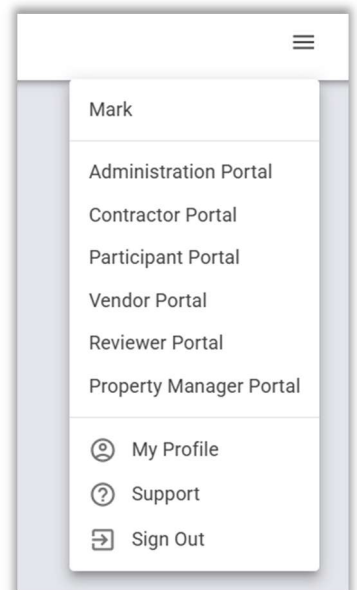 Mark
Administration Portal
Contractor Portal
Participant Portal
Vendor Portal
Reviewer Portal
Property Manager Portal
My Profile
Support
Sign Out